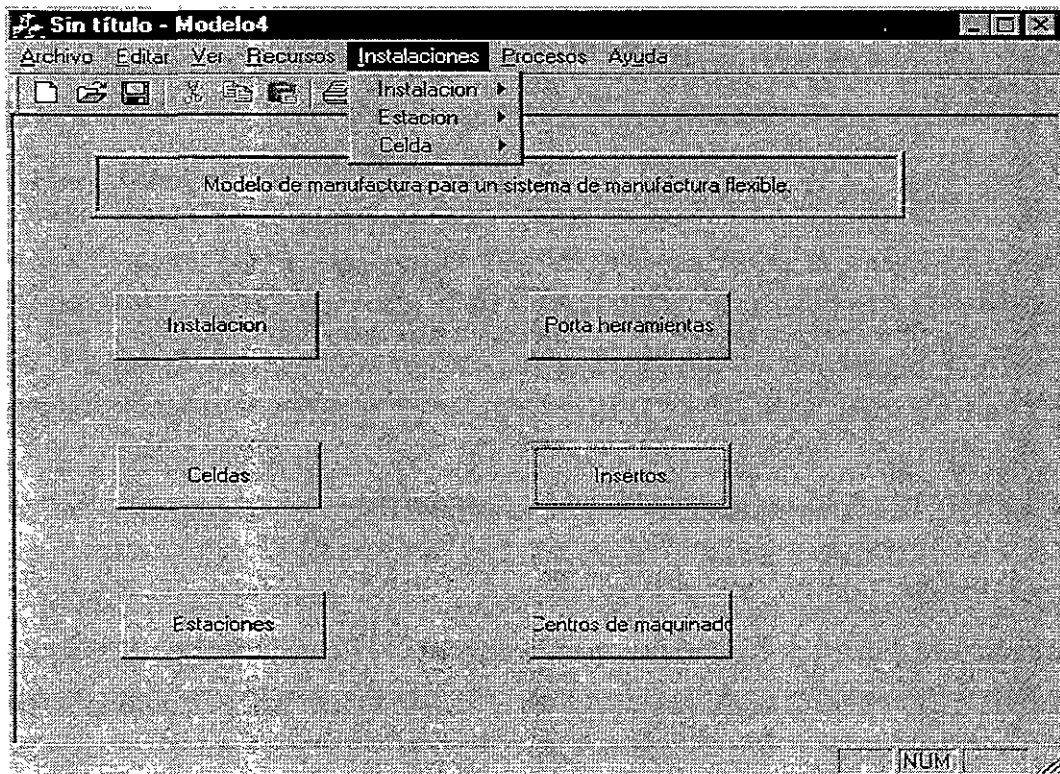 Sin título - Modelo4
Archivo Editar Ver Recursos Instalaciones Procesos Ayuda
Instalacion
Estacion
Celda
Modelo de manufactura para un sistema de manufactura flexible.
Instalacion
Porta herramientas
Celdas
Insertos
Estaciones
Centros de maquinado
NUM